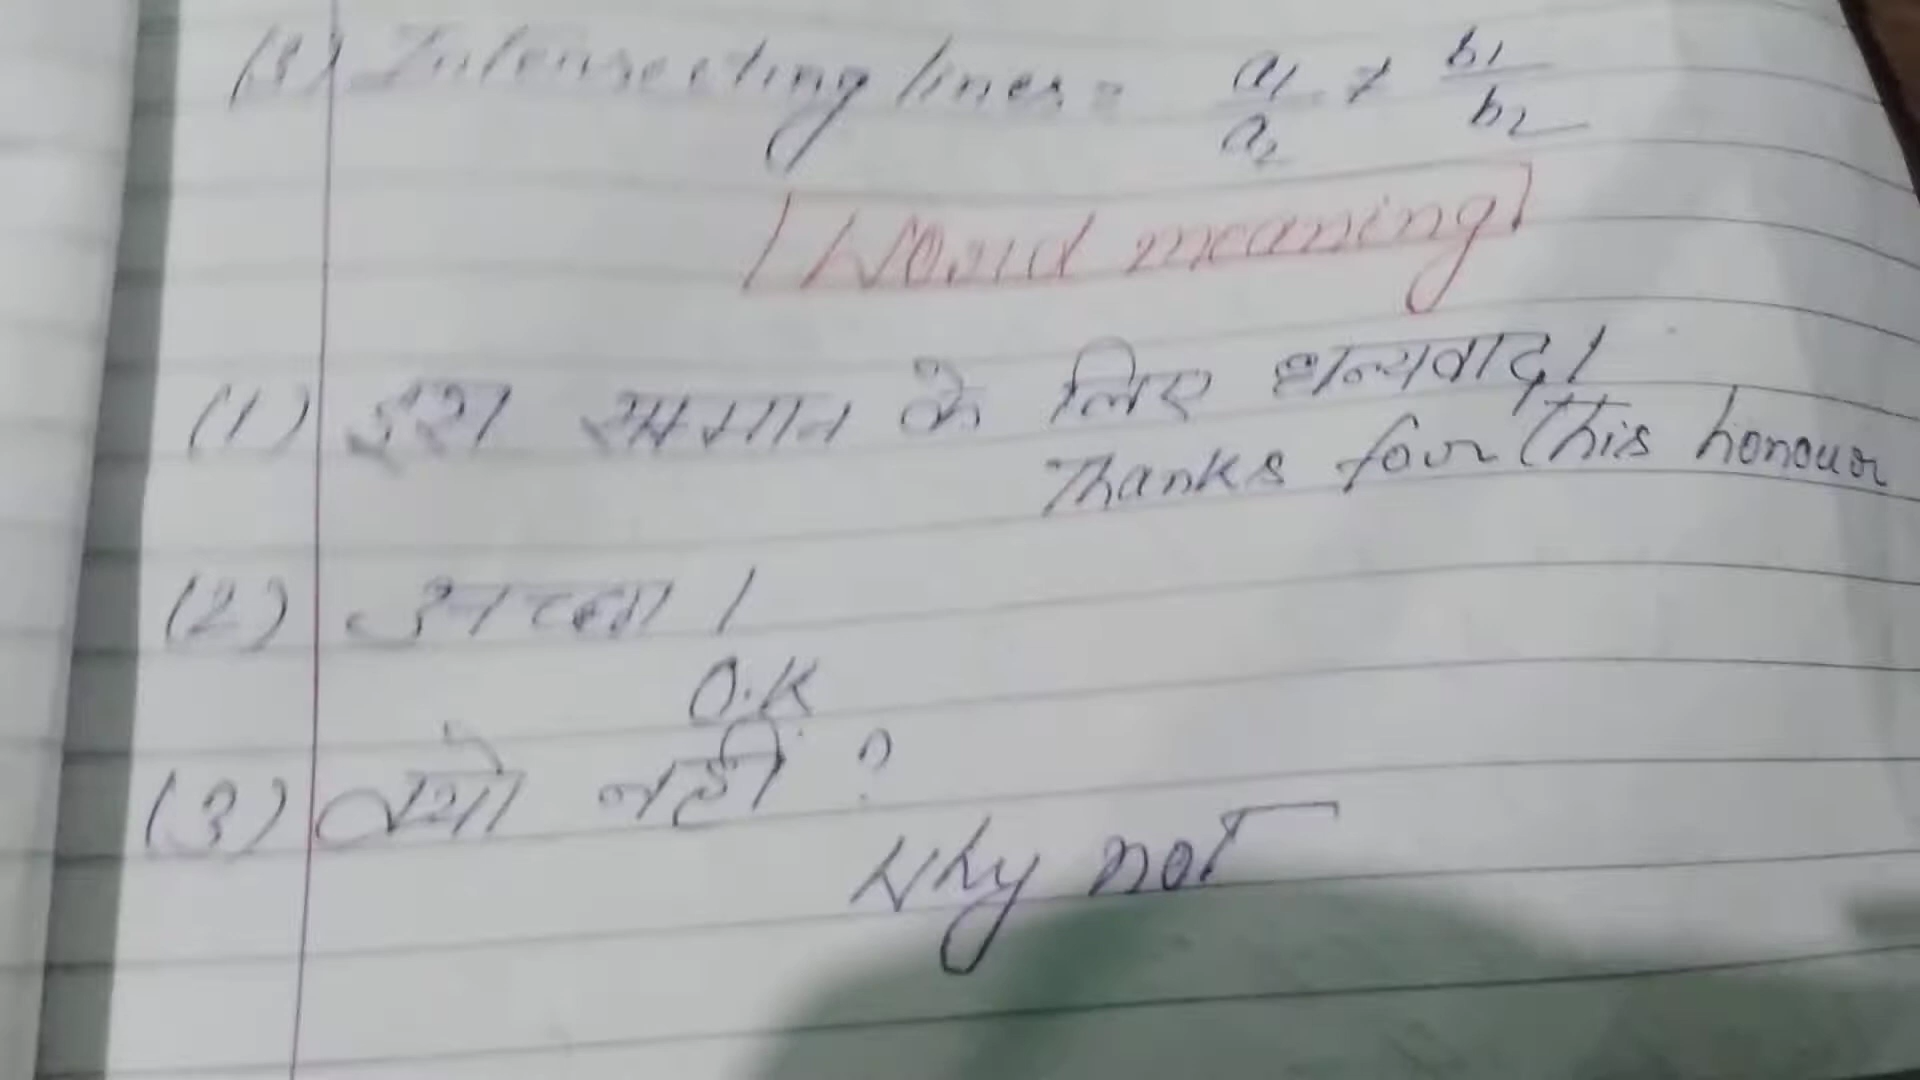 (3) Intersecting lines = a1/a2 ≠ b1/b2
Word meaning
(1) इस सम्मान के लिए धन्यवाद।
Thanks for This honour
(2) अच्छा।
O.K
(3) क्यो नही ?
Why not